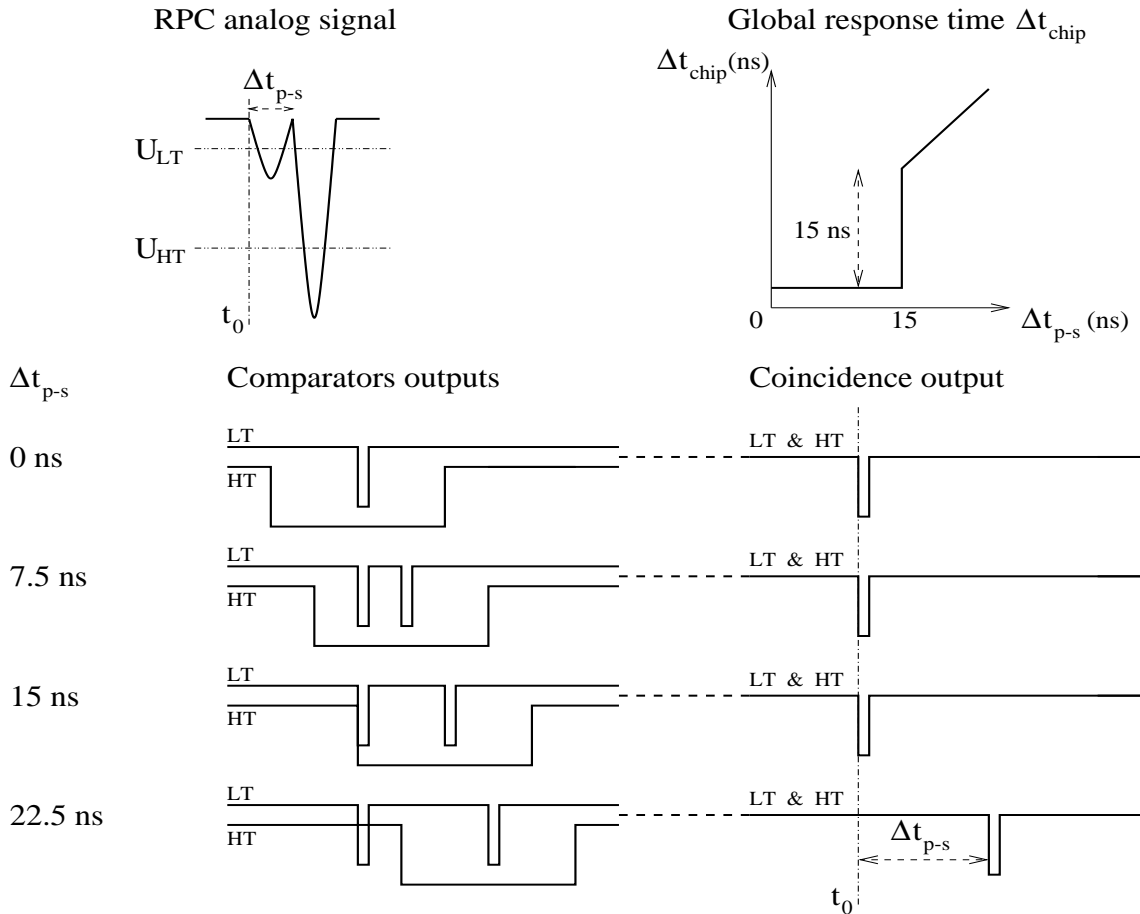 RPC analog signal
Global response time Δt_chip
Δt_p-s
U_LT
U_HT
t_0
Δt_chip (ns)
15 ns
0
15
Δt_p-s (ns)
Δt_p-s
Comparators outputs
Coincidence output
0 ns
LT
HT
LT & HT
7.5 ns
LT
HT
LT & HT
15 ns
LT
HT
LT & HT
22.5 ns
LT
HT
LT & HT
Δt_p-s
t_0